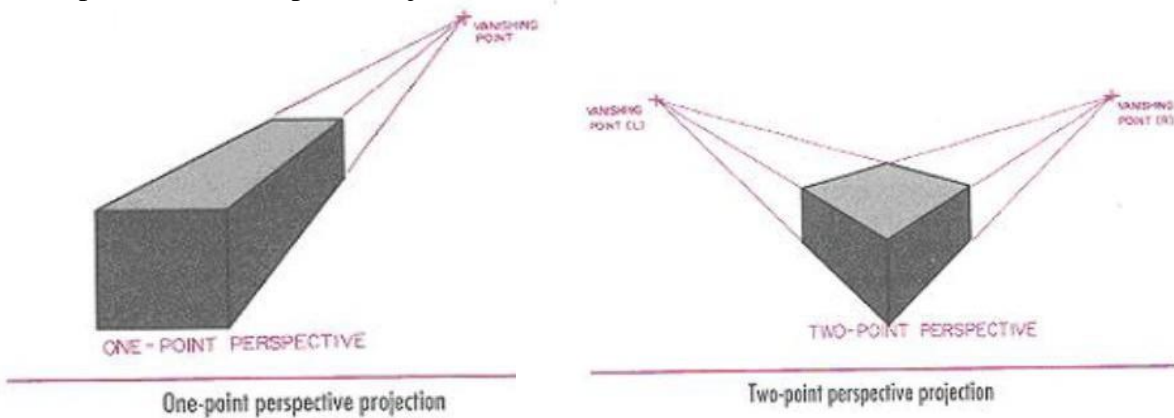 VANISHING
POINT
ONE-POINT PERSPECTIVE
One-point perspective projection
VANISHING
POINT (L)
VANISHING
POINT (R)
TWO-POINT PERSPECTIVE
Two-point perspective projection